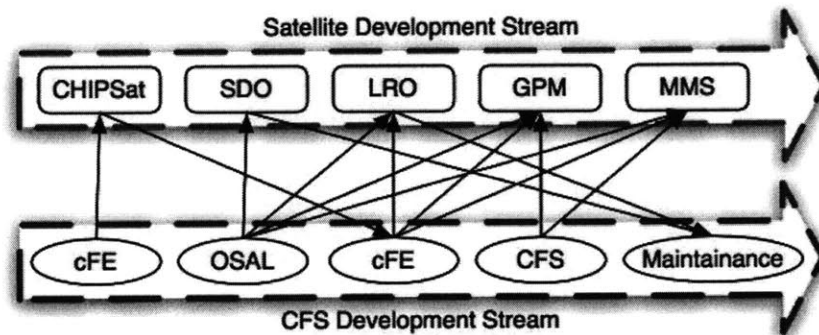 Satellite Development Stream
CHIPSat SDO LRO GPM MMS
cFE OSAL cFE CFS Maintainance
CFS Development Stream